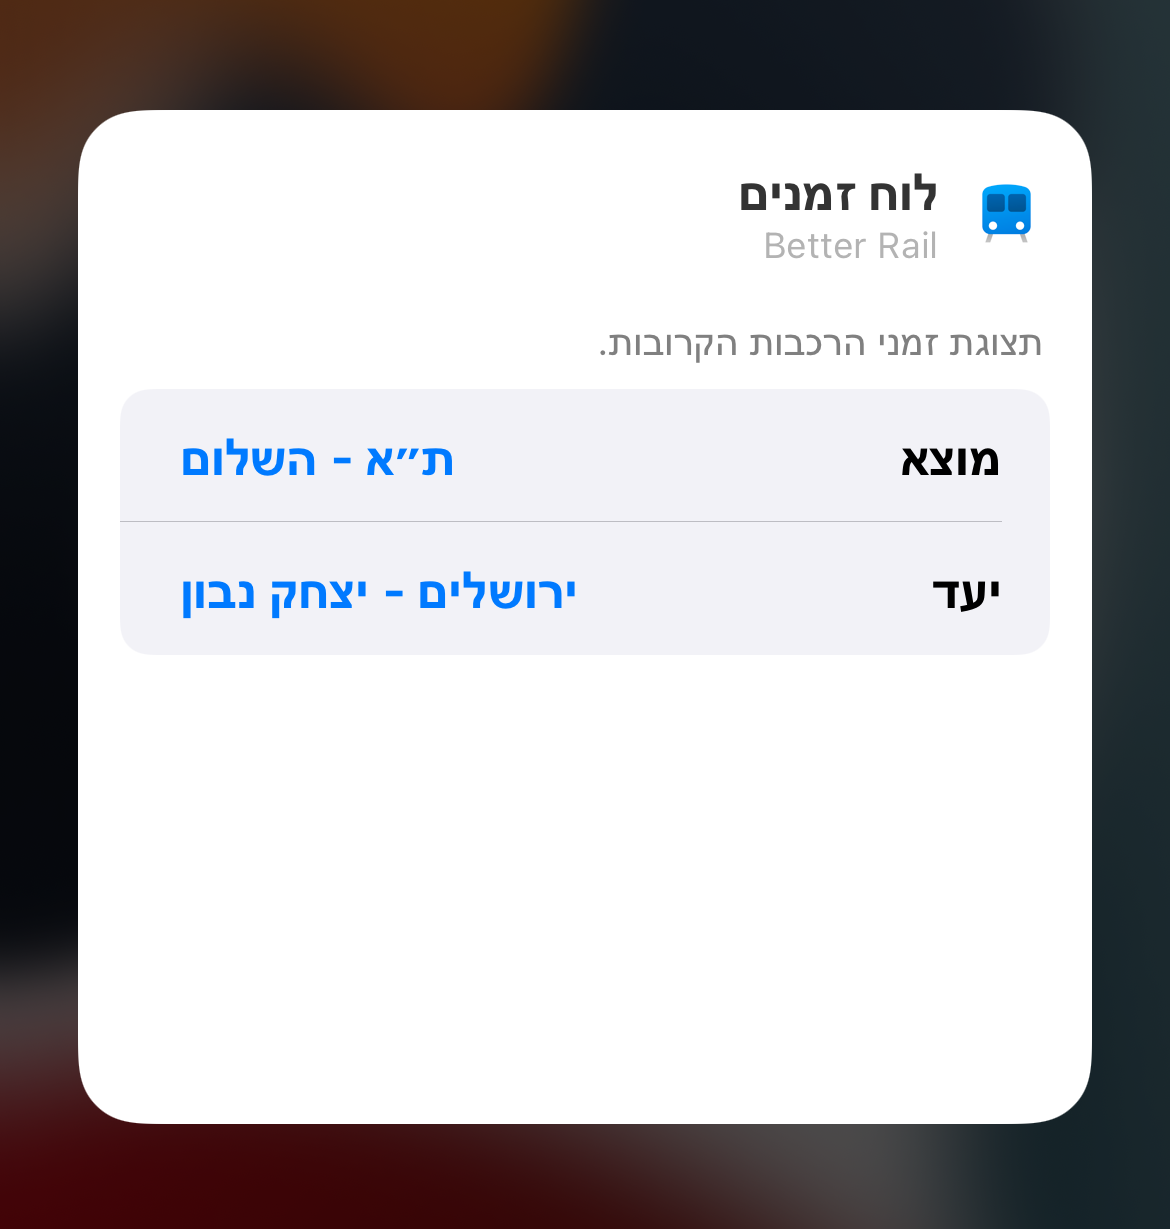 לוח זמנים
Better Rail
תצוגת זמני הרכבות הקרובות.
מוצא ת״א - השלום
יעד ירושלים - יצחק נבון